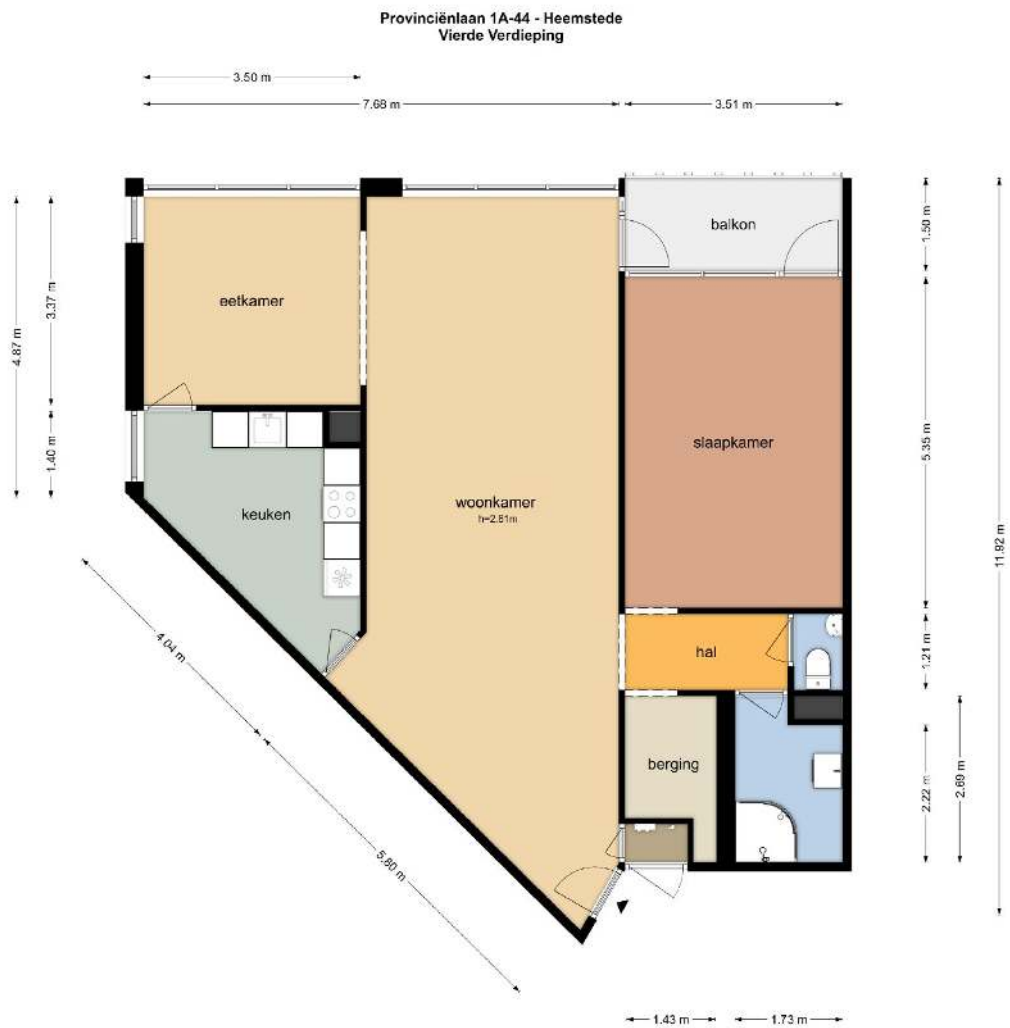 Provinciënlaan 1A-44 - Heemstede
Vierde Verdieping
3.50 m
7.68 m
3.51 m
balkon
1.50 m
eetkamer
3.37 m
4.87 m
1.40 m
slaapkamer
5.35 m
woonkamer
h=2.61m
keuken
11.92 m
4.04 m
hal
1.21 m
berging
2.22 m
2.69 m
5.80 m
1.43 m
1.73 m